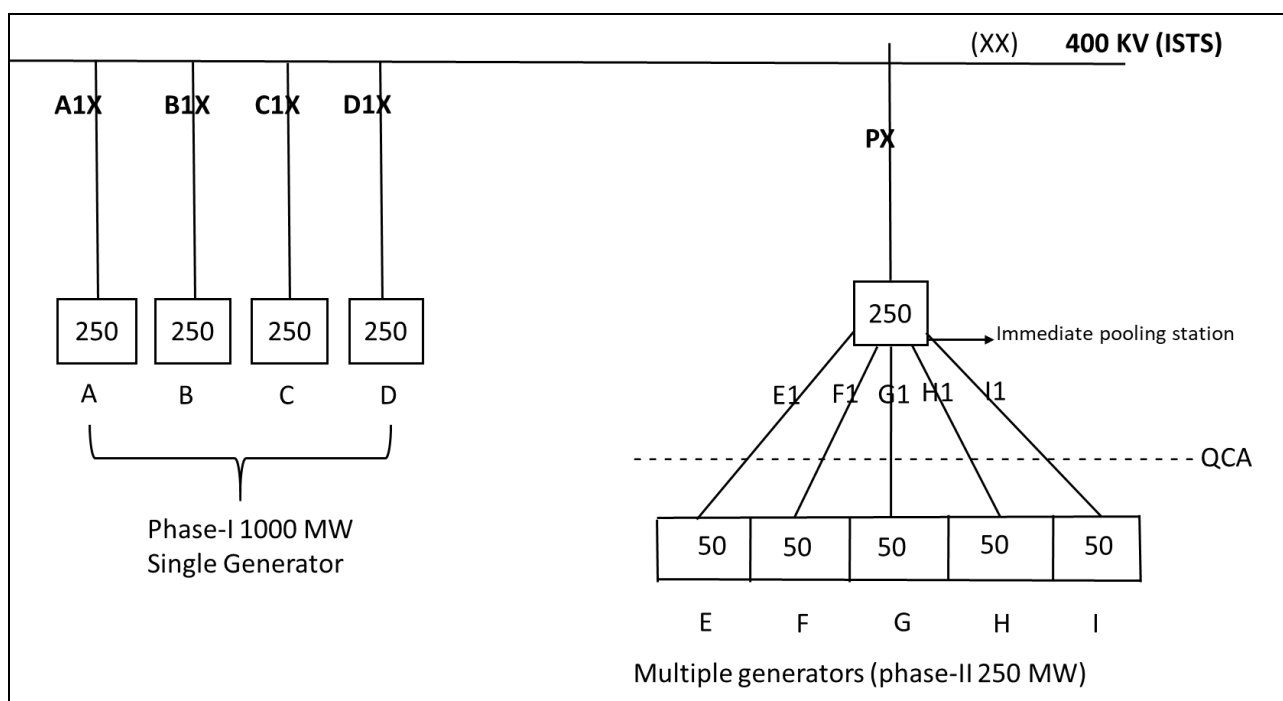 (XX) 400 KV (ISTS)
A1X B1X C1X D1X
PX
250 250 250 250
250
Immediate pooling station
A B C D
E1 F1 G1 H1 I1
QCA
Phase-I 1000 MW
Single Generator
50 50 50 50 50
E F G H I
Multiple generators (phase-II 250 MW)